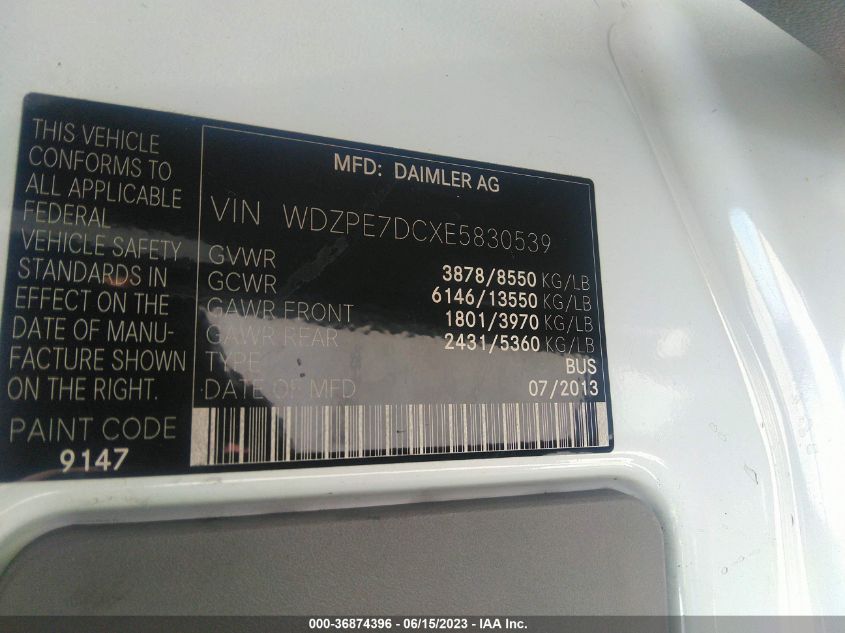 THIS VEHICLE
CONFORMS TO
ALL APPLICABLE
FEDERAL
VEHICLE SAFETY
STANDARDS IN
EFFECT ON THE
DATE OF MANU-
FACTURE SHOWN
ON THE RIGHT.
PAINT CODE
9147
MFD: DAIMLER AG
VIN WDZPE7DCXE5830539
GVWR 3878/8550 KG/LB
GCWR 6146/13550 KG/LB
GAWR FRONT 1801/3970 KG/LB
GAWR REAR 2431/5360 KG/LB
TYPE BUS
DATE OF MFD 07/2013
000-36874396 - 06/15/2023 - IAA Inc.